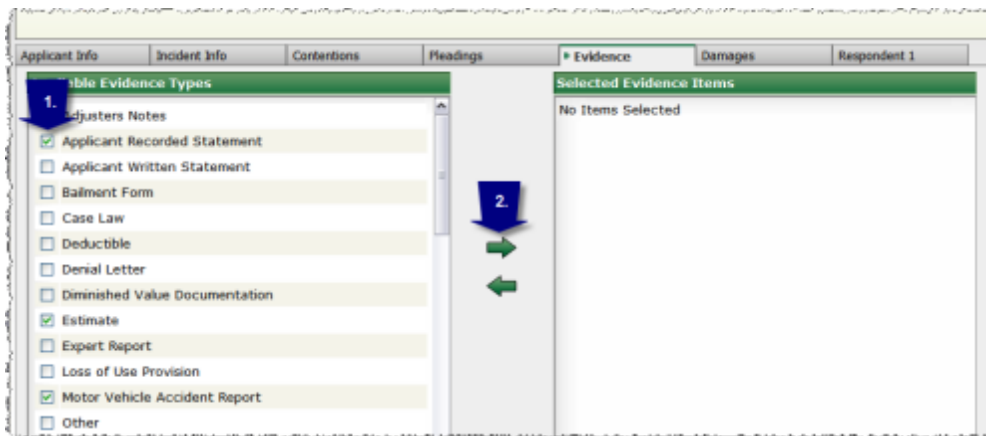 Applicant Info Incident Info Contentions Pleadings Evidence Damages Respondent 1
Evidence Types
1.
Adjusters Notes
Applicant Recorded Statement
Applicant Written Statement
Bailment Form
Case Law
Deductible
Denial Letter
Diminished Value Documentation
Estimate
Expert Report
Loss of Use Provision
Motor Vehicle Accident Report
Other
2.
Selected Evidence Items
No Items Selected